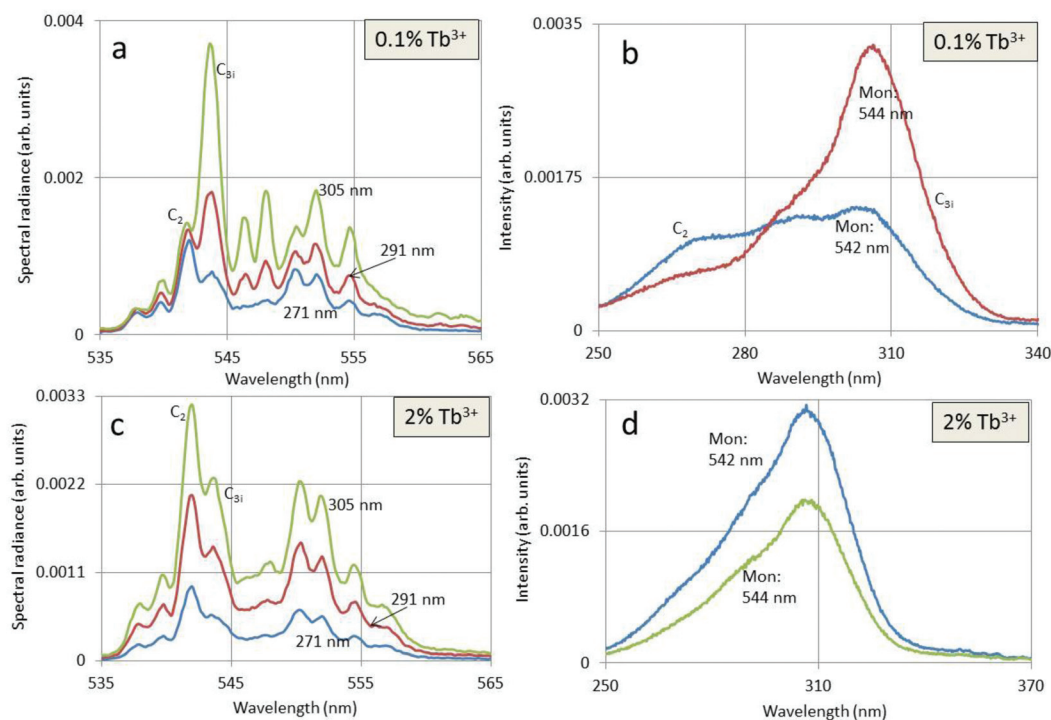 a
0.1% Tb³⁺
0.004
0.002
0
Spectral radiance (arb. units)
C₃ᵢ
C₂
305 nm
291 nm
271 nm
535
545
555
565
Wavelength (nm)
b
0.1% Tb³⁺
0.0035
0.00175
0
Intensity (arb. units)
Mon:
544 nm
C₃ᵢ
C₂
Mon:
542 nm
250
280
310
340
Wavelength (nm)
c
2% Tb³⁺
0.0033
0.0022
0.0011
0
Spectral radiance (arb. units)
C₂
C₃ᵢ
305 nm
291 nm
271 nm
535
545
555
565
Wavelength (nm)
d
2% Tb³⁺
0.0032
0.0016
0
Intensity (arb. units)
Mon:
542 nm
Mon:
544 nm
250
310
370
Wavelength (nm)